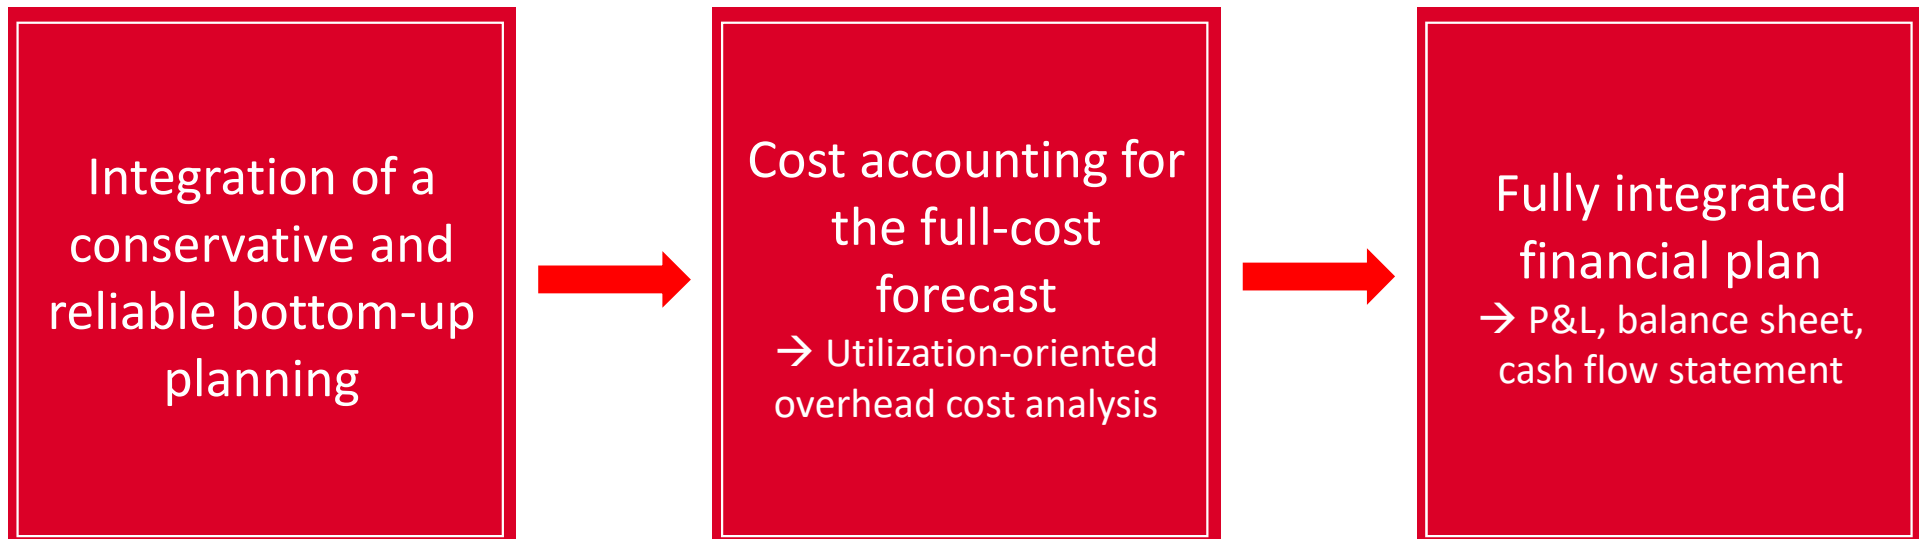 Integration of a
conservative and
reliable bottom-up
planning
Cost accounting for
the full-cost
forecast
→ Utilization-oriented
overhead cost analysis
Fully integrated
financial plan
→ P&L, balance sheet,
cash flow statement